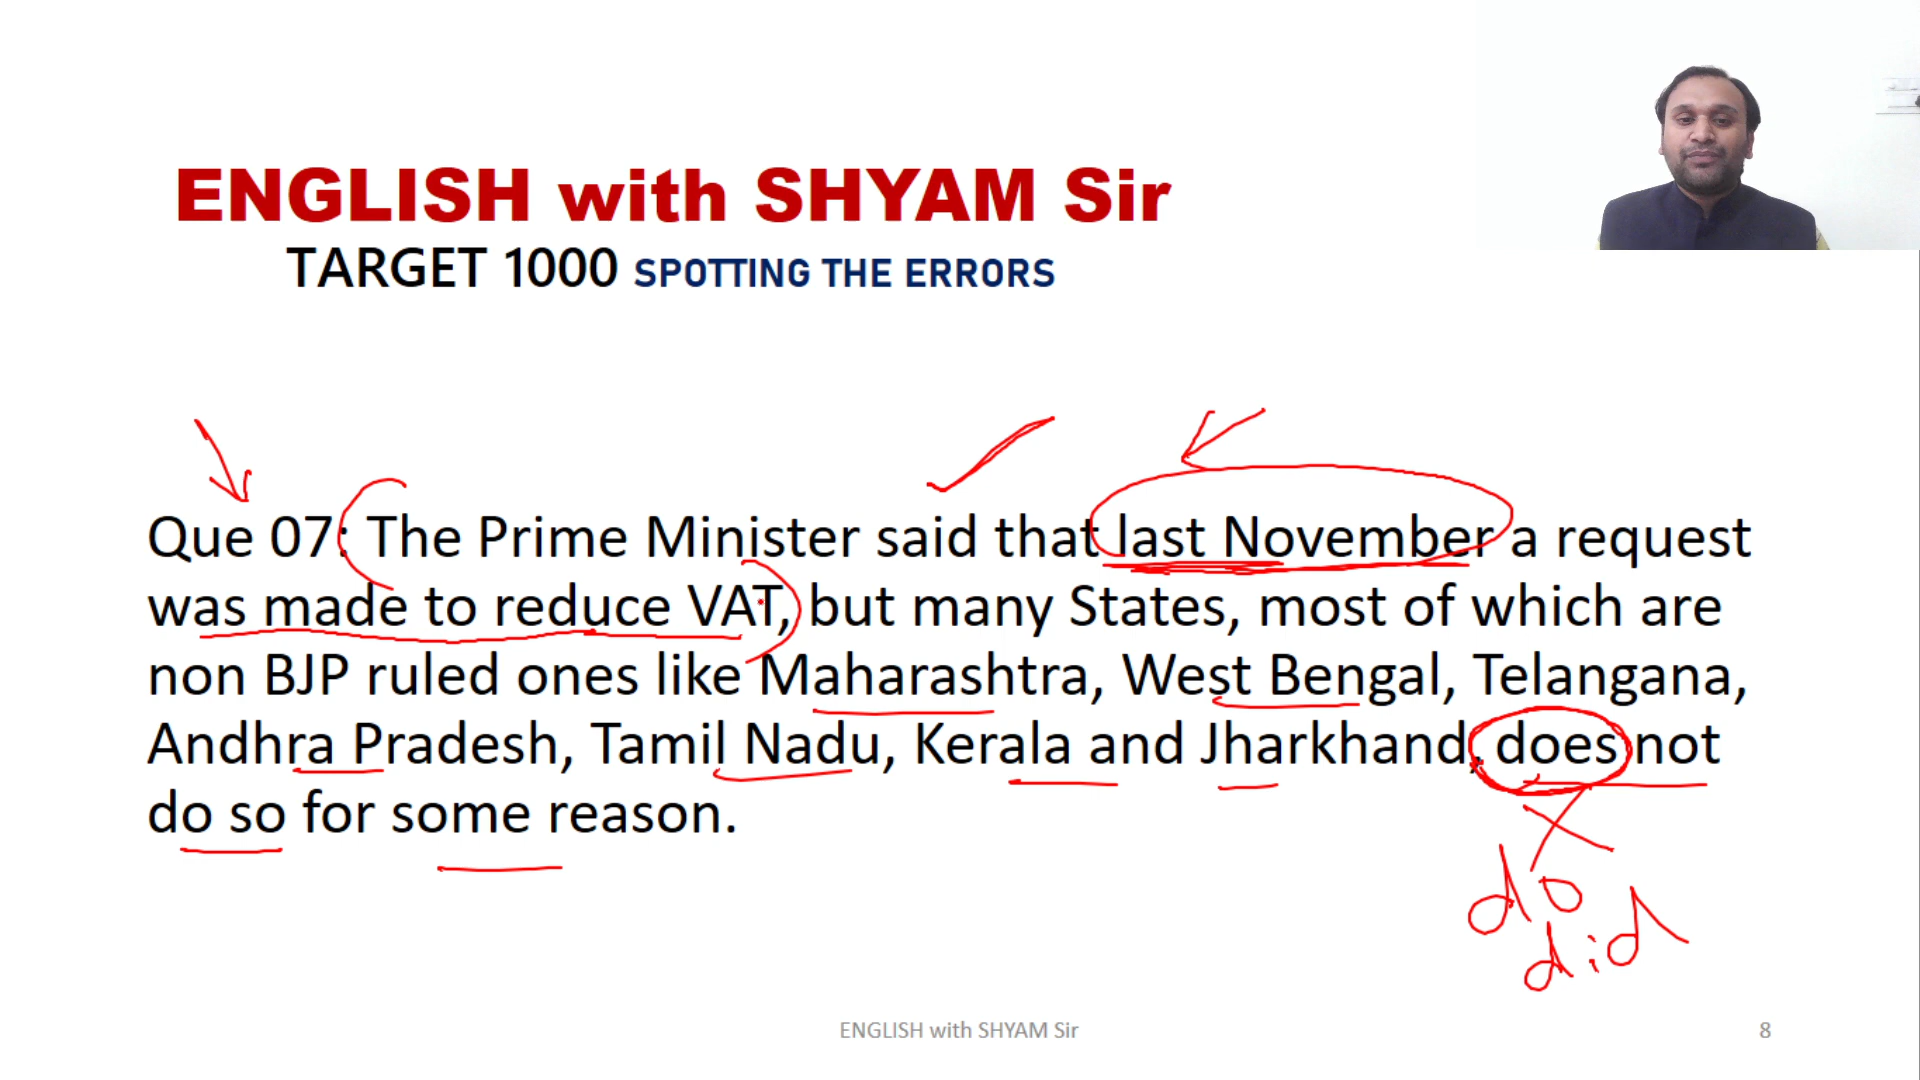 ENGLISH with SHYAM Sir
TARGET 1000 SPOTTING THE ERRORS
Que 07: The Prime Minister said that last November a request
was made to reduce VAT, but many States, most of which are
non BJP ruled ones like Maharashtra, West Bengal, Telangana,
Andhra Pradesh, Tamil Nadu, Kerala and Jharkhand, does not
do so for some reason.
do
did
ENGLISH with SHYAM Sir
8